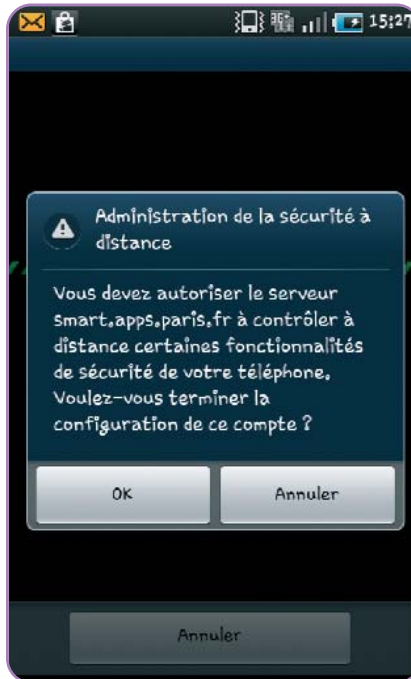 15:27
Administration de la sécurité à
distance
Vous devez autoriser le serveur
smart.apps.paris.fr à contrôler à
distance certaines fonctionnalités
de sécurité de votre téléphone.
Voulez-vous terminer la
configuration de ce compte ?
OK Annuler
Annuler